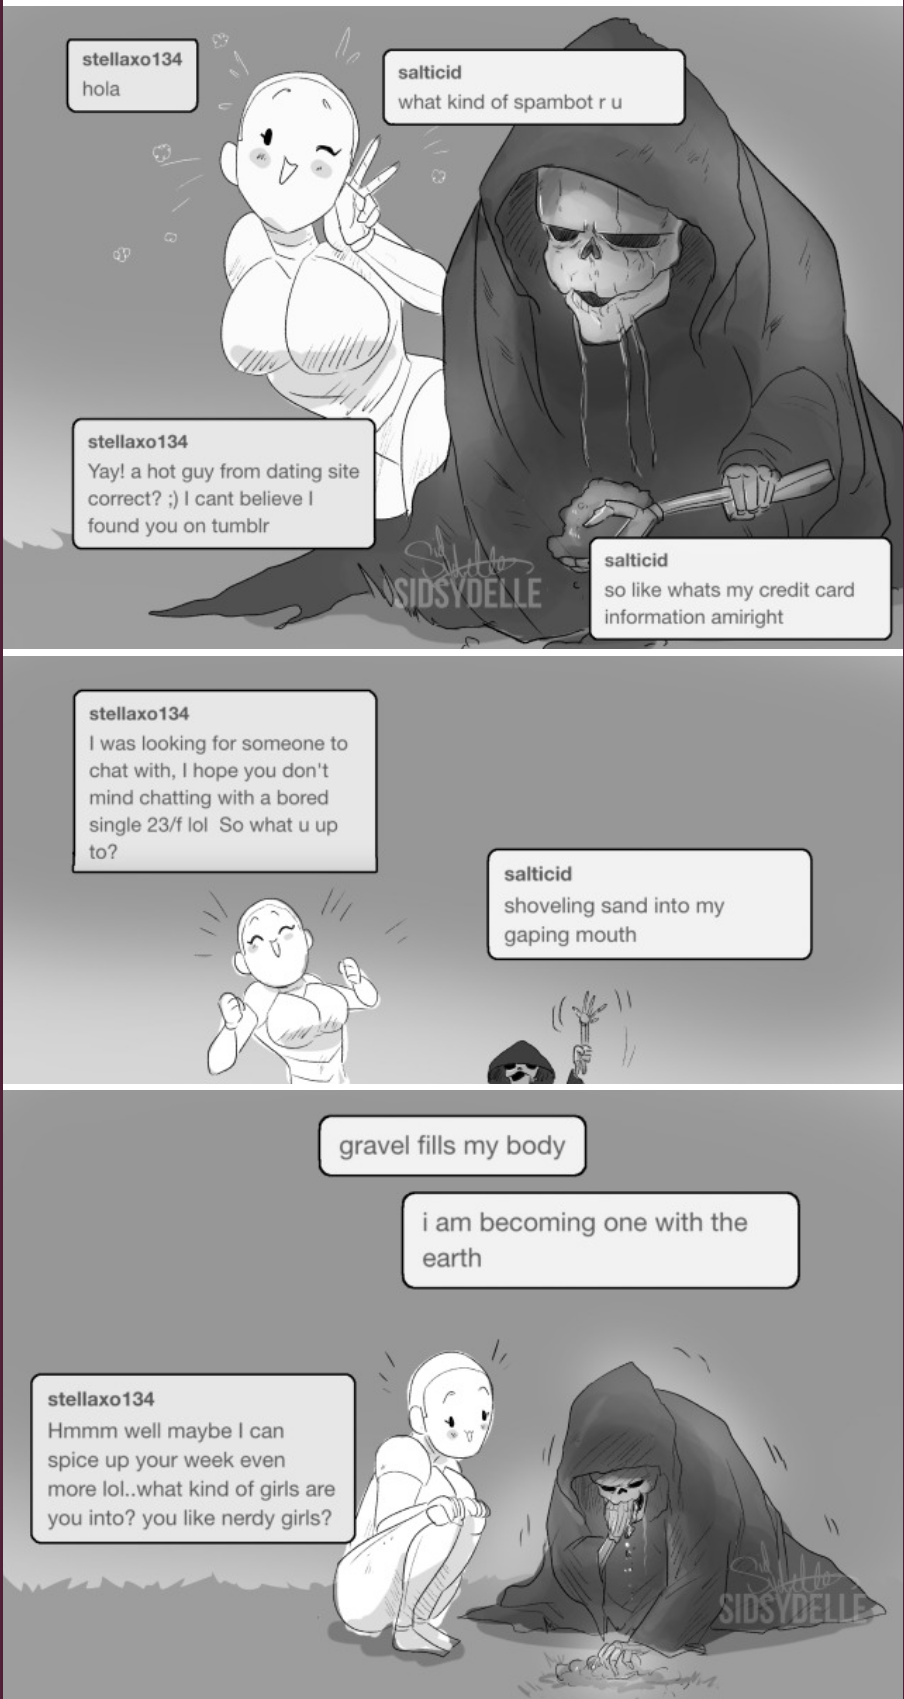 stellaxo134
hola
salticid
what kind of spambot r u
stellaxo134
Yay! a hot guy from dating site
correct? ;) I cant believe I
found you on tumblr
SIDSYDELLE
salticid
so like whats my credit card
information amiright
stellaxo134
I was looking for someone to
chat with, I hope you don't
mind chatting with a bored
single 23/f lol  So what u up
to?
salticid
shoveling sand into my
gaping mouth
gravel fills my body
i am becoming one with the
earth
stellaxo134
Hmmm well maybe I can
spice up your week even
more lol..what kind of girls are
you into? you like nerdy girls?
SIDSYDELLE